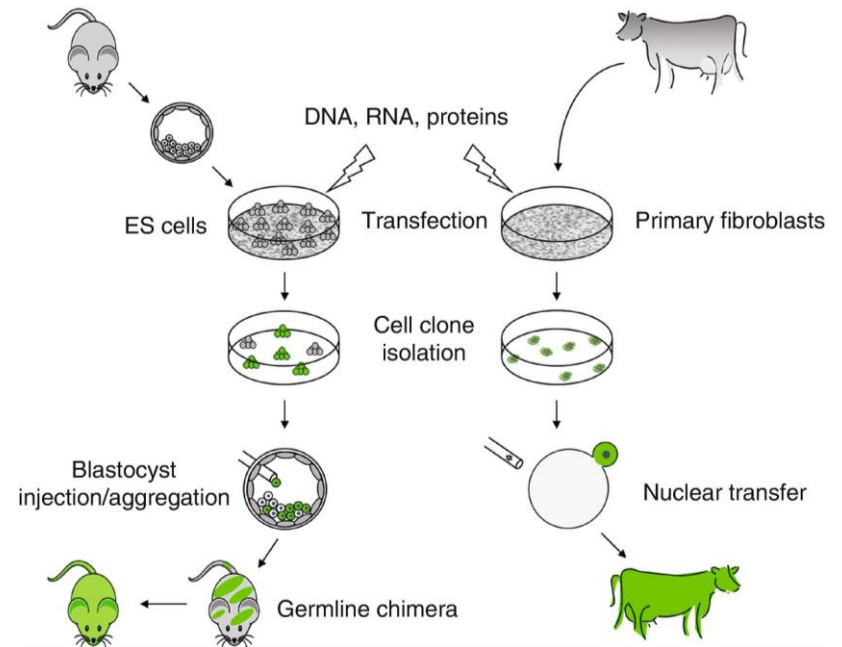 DNA, RNA, proteins
ES cells
Transfection
Primary fibroblasts
Cell clone
isolation
Blastocyst
injection/aggregation
Nuclear transfer
Germline chimera